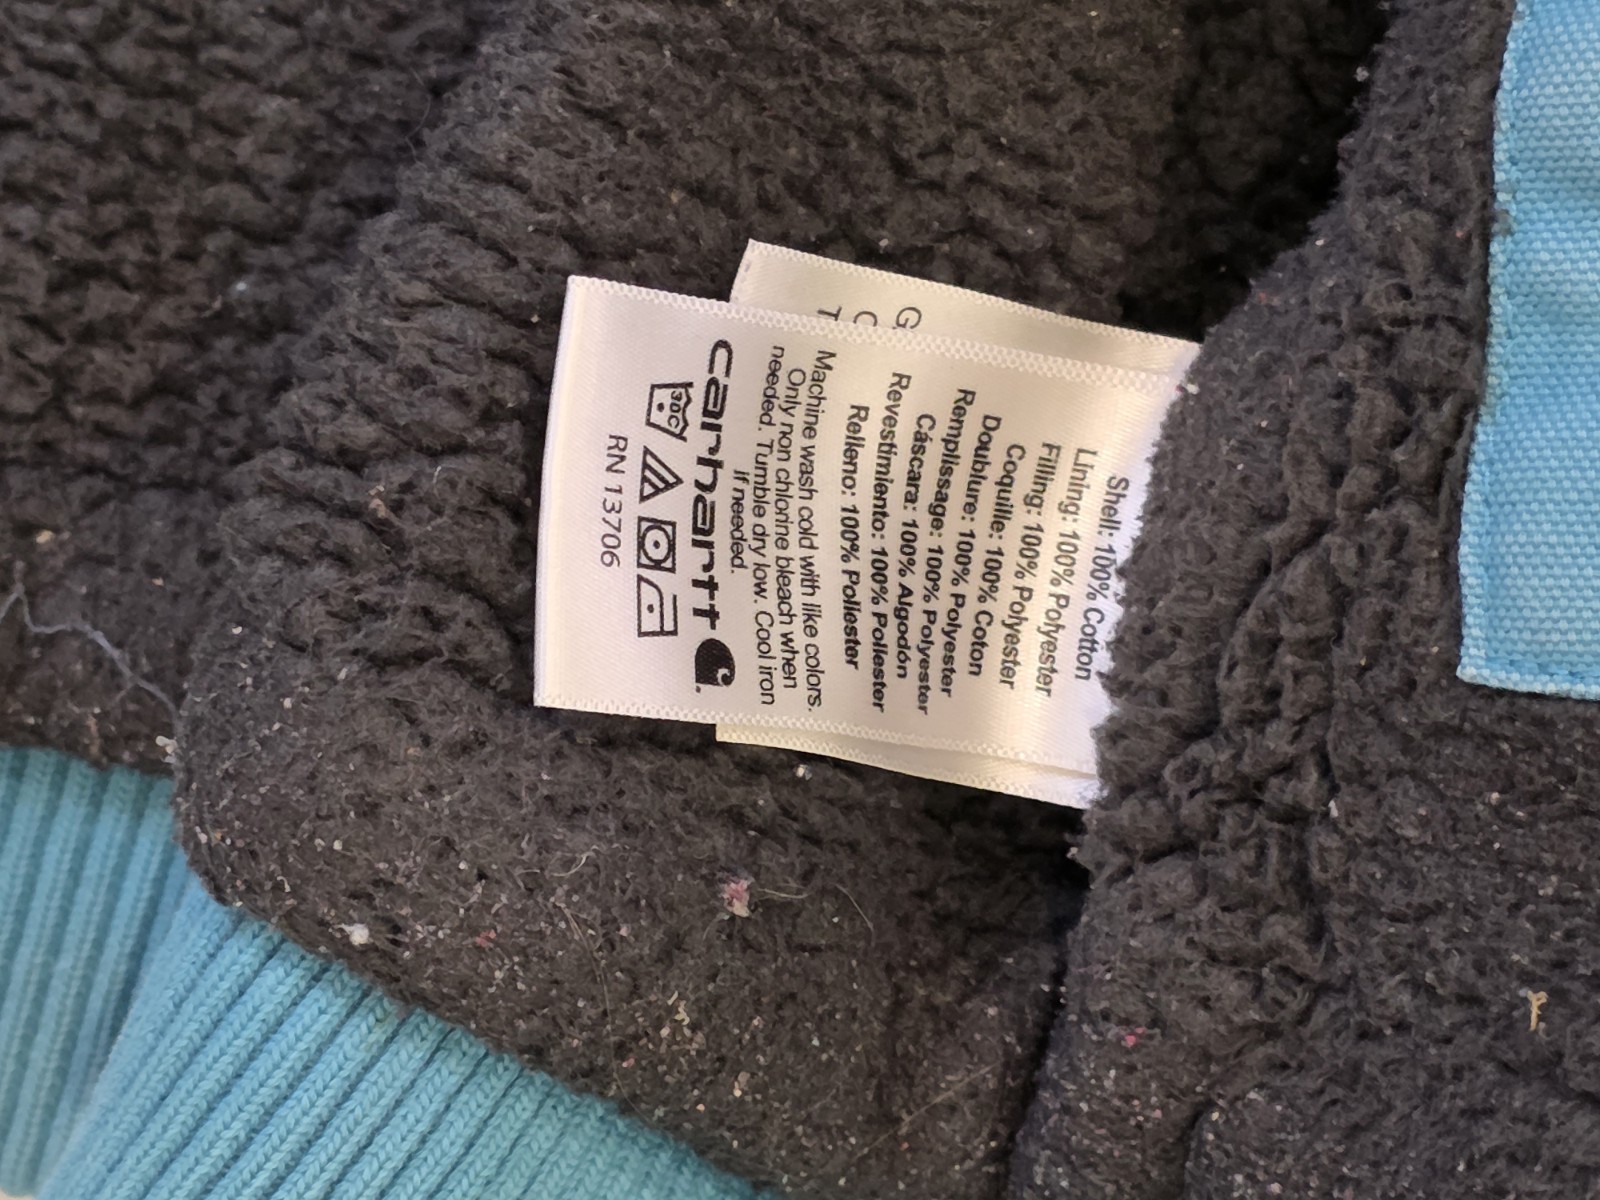 Shell: 100% Cotton
Lining: 100% Polyester
Filling: 100% Polyester
Coquille: 100% Coton
Doublure: 100% Polyester
Remplissage: 100% Polyester
Cáscara: 100% Algodón
Revestimiento: 100% Poliester
Relleno: 100% Poliester
Machine wash cold with like colors.
Only non chlorine bleach when
needed. Tumble dry low. Cool iron
if needed.
carhartt
30C
RN 13706
G
C
T